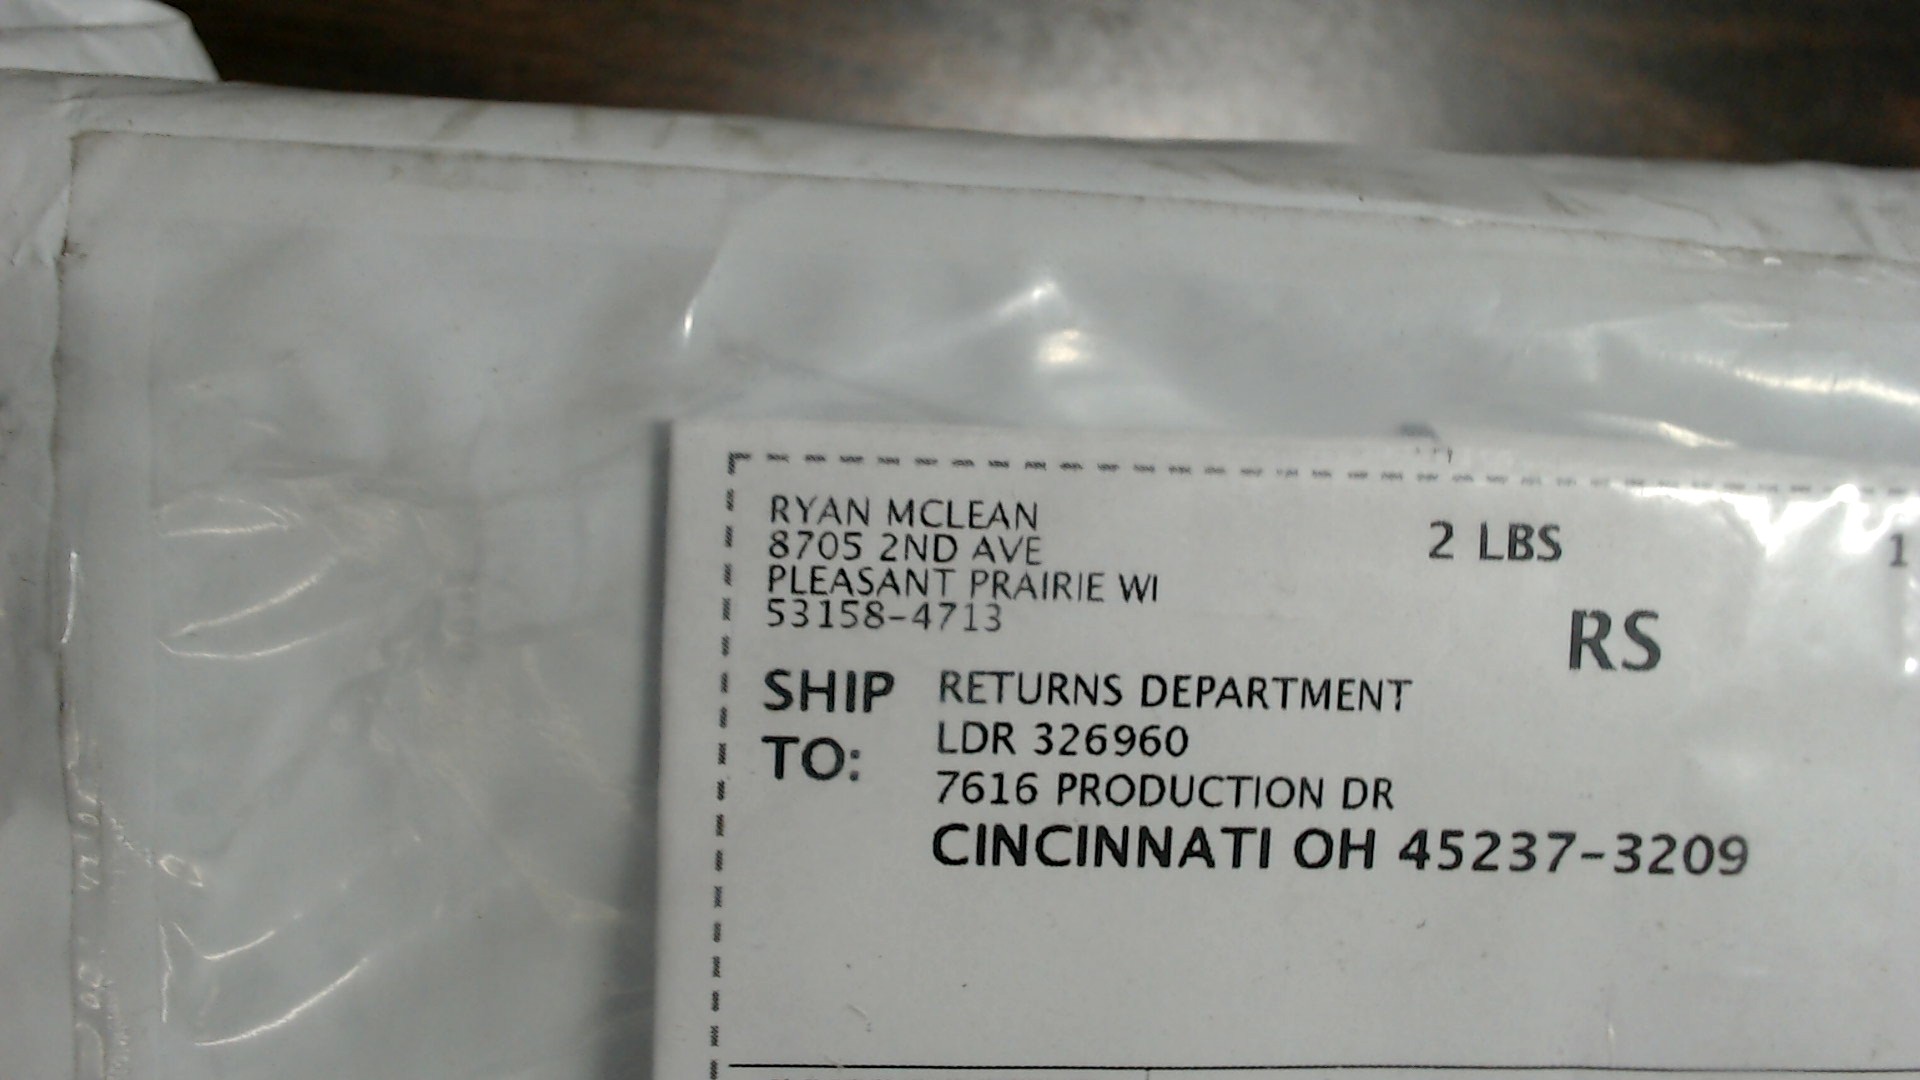 RYAN MCLEAN
8705 2ND AVE
PLEASANT PRAIRIE WI
53158-4713
2 LBS
1
RS
SHIP TO:
RETURNS DEPARTMENT
LDR 326960
7616 PRODUCTION DR
CINCINNATI OH 45237-3209